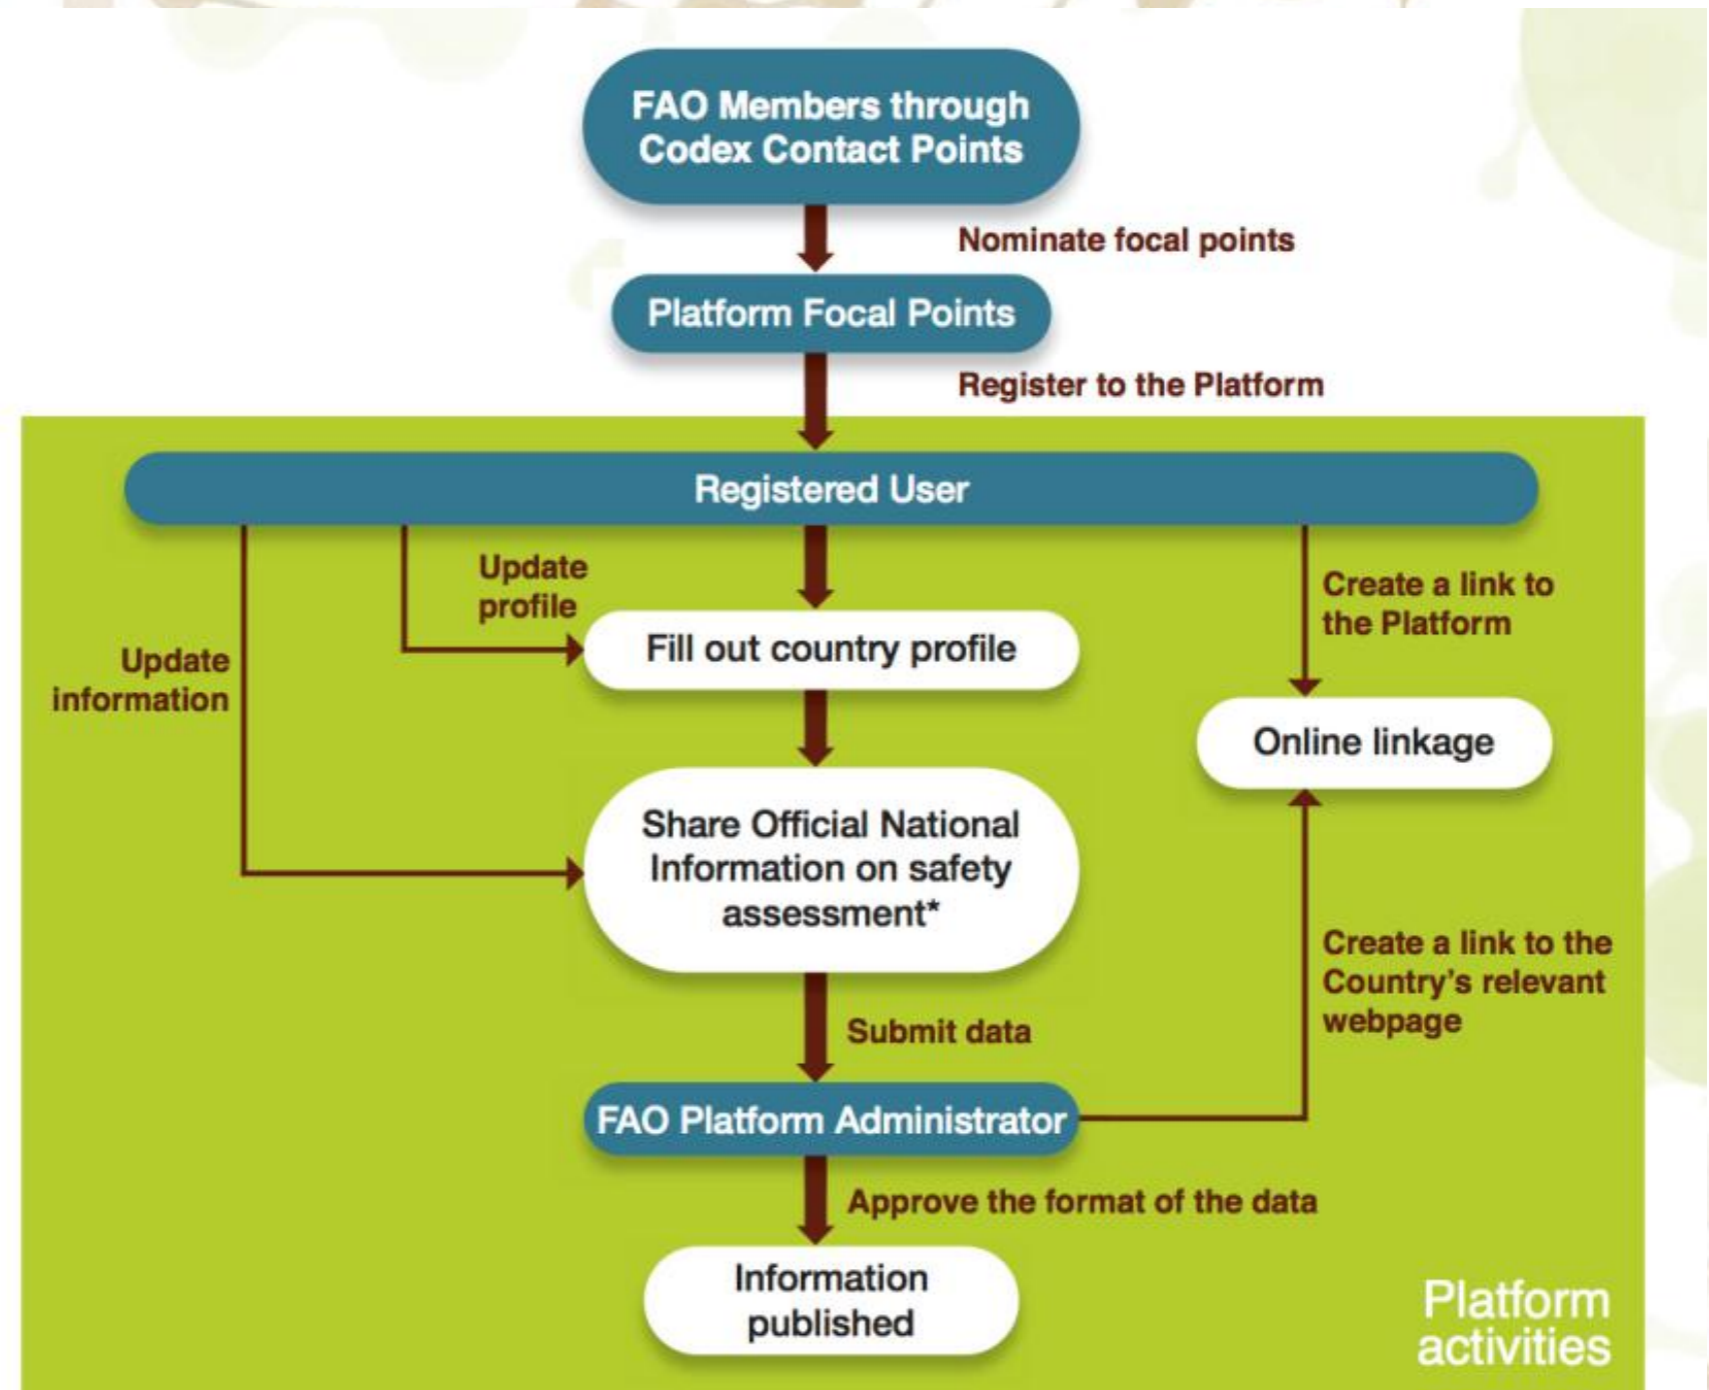 FAO Members through
Codex Contact Points
Nominate focal points
Platform Focal Points
Register to the Platform
Registered User
Update
profile
Create a link to
the Platform
Fill out country profile
Update
information
Online linkage
Share Official National
Information on safety
assessment*
Create a link to the
Country's relevant
webpage
Submit data
FAO Platform Administrator
Approve the format of the data
Information
published
Platform
activities